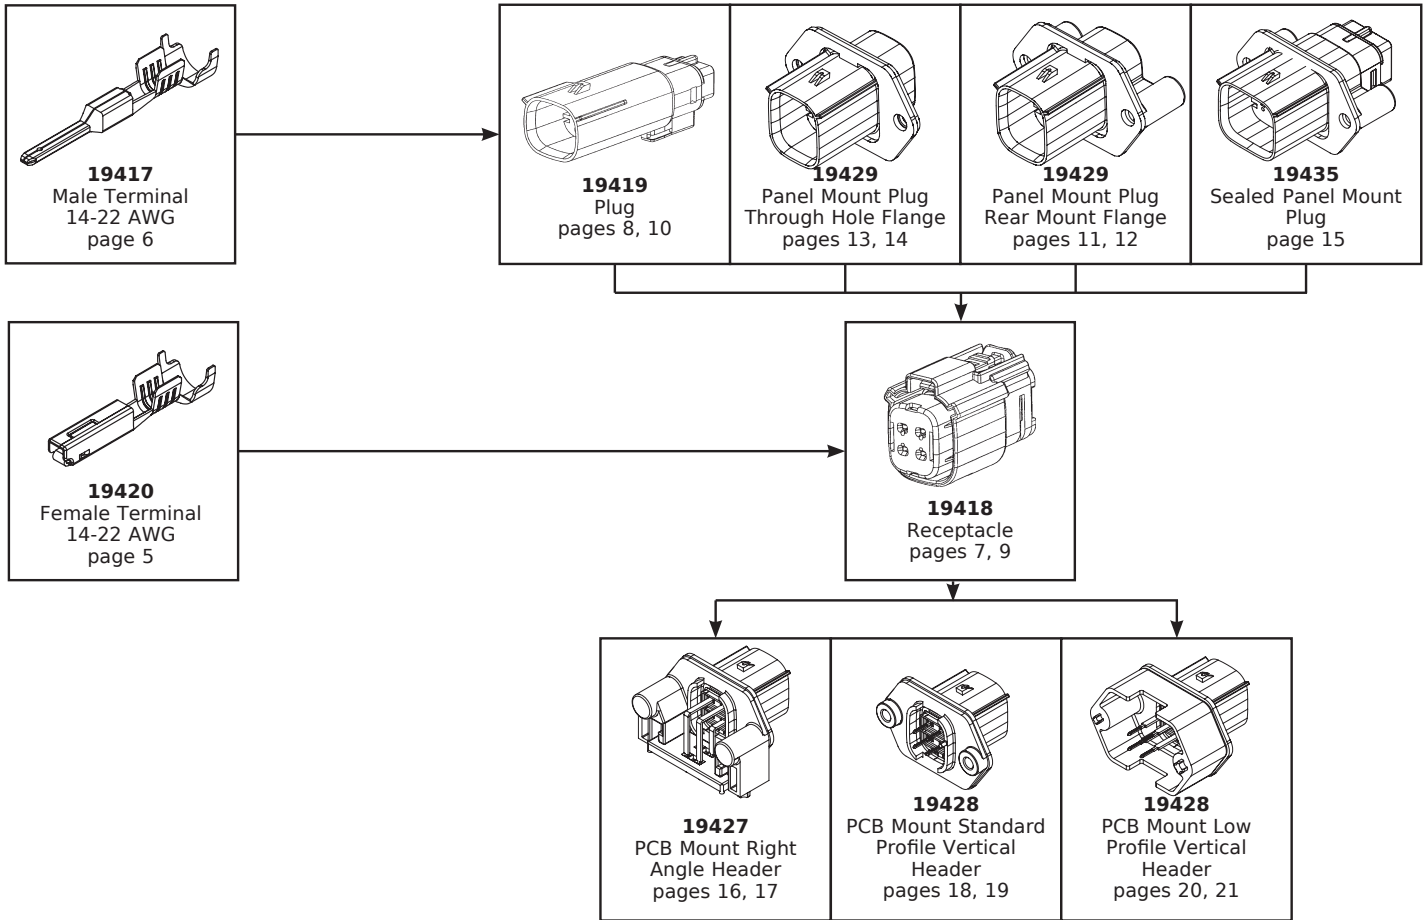 19417
Male Terminal
14-22 AWG
page 6
19419
Plug
pages 8, 10
19429
Panel Mount Plug
Through Hole Flange
pages 13, 14
19429
Panel Mount Plug
Rear Mount Flange
pages 11, 12
19435
Sealed Panel Mount
Plug
page 15
19420
Female Terminal
14-22 AWG
page 5
19418
Receptacle
pages 7, 9
19427
PCB Mount Right
Angle Header
pages 16, 17
19428
PCB Mount Standard
Profile Vertical
Header
pages 18, 19
19428
PCB Mount Low
Profile Vertical
Header
pages 20, 21